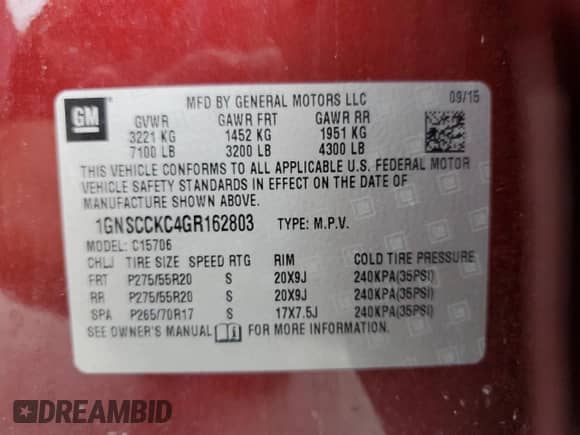 GM
MFD BY GENERAL MOTORS LLC 09/15
GVWR GAWR FRT GAWR RR
3221 KG 1452 KG 1951 KG
7100 LB 3200 LB 4300 LB
THIS VEHICLE CONFORMS TO ALL APPLICABLE U.S. FEDERAL MOTOR
VEHICLE SAFETY STANDARDS IN EFFECT ON THE DATE OF
MANUFACTURE SHOWN ABOVE.
1GNSCCKC4GR162803 TYPE: M.P.V.
MODEL: C15706
CHLJ TIRE SIZE SPEED RTG RIM COLD TIRE PRESSURE
FRT P275/55R20 S 20X9J 240KPA(35PSI)
RR P275/55R20 S 20X9J 240KPA(35PSI)
SPA P265/70R17 S 17X7.5J 240KPA(35PSI)
SEE OWNER'S MANUAL FOR MORE INFORMATION.
DREAMBID